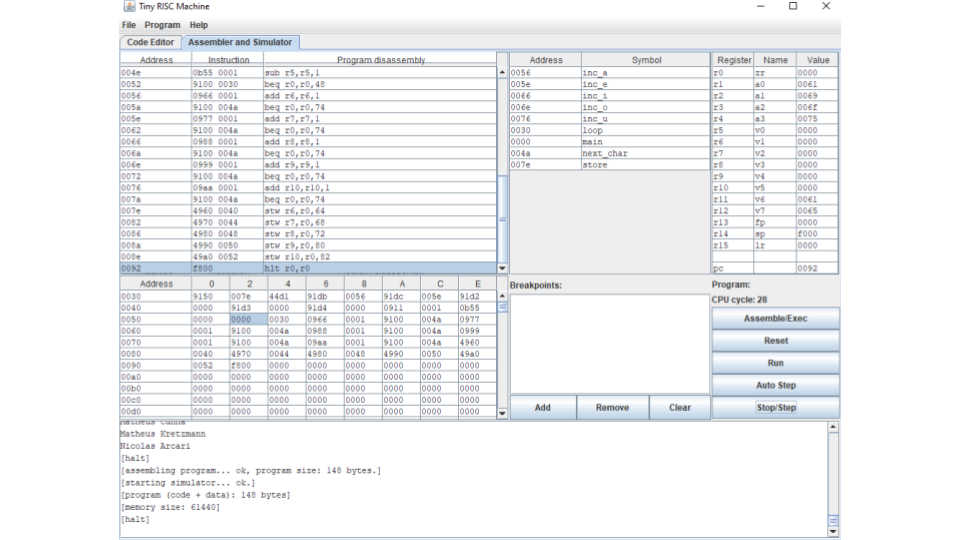 Tiny RISC Machine
File Program Help
Code Editor Assembler and Simulator
Address Instruction Program disassembly
004e 0b55 0001 sub r5,r5,1
0052 9100 0030 beq r0,r0,48
0056 0966 0001 add r6,r6,1
005a 9100 004a beq r0,r0,74
005e 0977 0001 add r7,r7,1
0062 9100 004a beq r0,r0,74
0066 0988 0001 add r8,r8,1
006a 9100 004a beq r0,r0,74
006e 0999 0001 add r9,r9,1
0072 9100 004a beq r0,r0,74
0076 09aa 0001 add r10,r10,1
007a 9100 004a beq r0,r0,74
007e 4960 0040 stw r6,r0,64
0082 4970 0044 stw r7,r0,68
0086 4980 0048 stw r8,r0,72
008a 4990 0050 stw r9,r0,80
008e 49a0 0052 stw r10,r0,82
0092 f800 hlt r0,r0
Address Symbol
0056 inc_a
005e inc_e
0066 inc_i
006e inc_o
0076 inc_u
0030 loop
0000 main
004a next_char
007e store
Register Name Value
r0 zr 0000
r1 a0 0061
r2 a1 0069
r3 a2 006f
r4 a3 0075
r5 v0 0000
r6 v1 0000
r7 v2 0000
r8 v3 0000
r9 v4 0000
r10 v5 0000
r11 v6 0061
r12 v7 0065
r13 fp 0000
r14 sp f000
r15 lr 0000
pc 0092
Address 0 2 4 6 8 A C E
0030 9150 007e 44d1 91db 0056 91dc 005e 91d2
0040 0000 91d3 0000 91d4 0000 0911 0001 0b55
0050 0000 0000 0030 0966 0001 9100 004a 0977
0060 0001 9100 004a 0988 0001 9100 004a 0999
0070 0001 9100 004a 09aa 0001 9100 004a 4960
0080 0040 4970 0044 4980 0048 4990 0050 49a0
0090 0052 f800 0000 0000 0000 0000 0000 0000
00a0 0000 0000 0000 0000 0000 0000 0000 0000
00b0 0000 0000 0000 0000 0000 0000 0000 0000
00c0 0000 0000 0000 0000 0000 0000 0000 0000
00d0 0000 0000 0000 0000 0000 0000 0000 0000
Breakpoints:
Add Remove Clear
Program:
CPU cycle: 28
Assemble/Exec
Reset
Run
Auto Step
Stop/Step
Matheus Cunha
Matheus Kretzmann
Nicolas Arcari
[halt]
[assembling program... ok, program size: 148 bytes.]
[starting simulator... ok.]
[program (code + data): 148 bytes]
[memory size: 61440]
[halt]